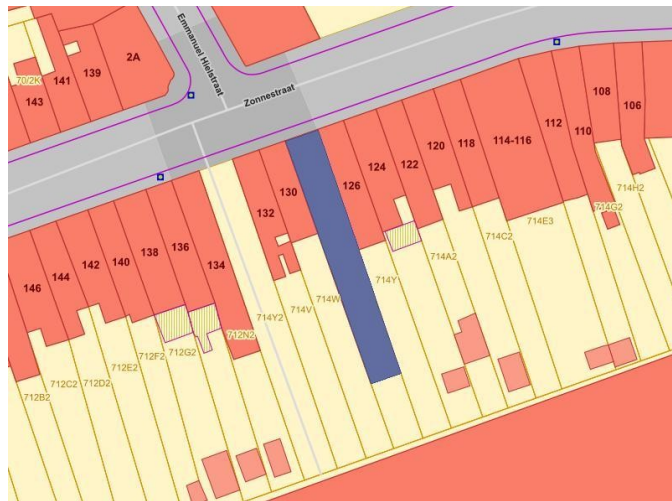 Emmanuel Hielstraat
Zonnestraat
70/2K
143
141
139
2A
146
144
142
140
138
136
134
132
130
126
124
122
120
118
114-116
112
110
108
106
712B2
712C2
712D2
712E2
712F2
712G2
712N2
714Y2
714V
714W
714Y
714A2
714C2
714E3
714G2
714H2